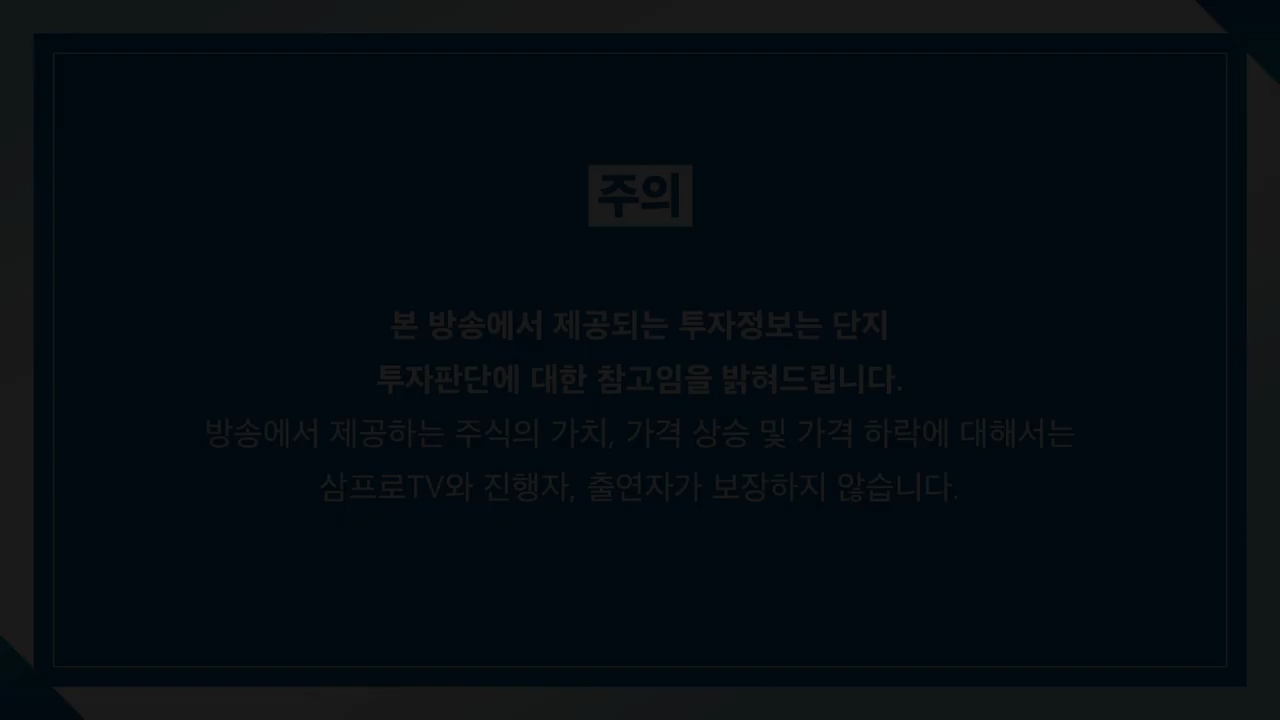 주의
본 방송에서 제공되는 투자정보는 단지
투자판단에 대한 참고임을 밝혀드립니다.
방송에서 제공하는 주식의 가치, 가격 상승 및 가격 하락에 대해서는
삼프로TV와 진행자, 출연자가 보장하지 않습니다.